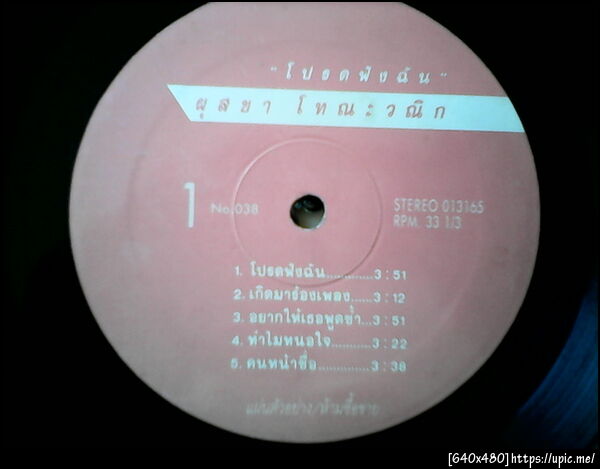 "โปรดฟังฉัน"
ผุสชา โทณะวณิก
1
No.038
STEREO 013165
RPM. 33 1/3
1. โปรดฟังฉัน.............3 : 51
2. เกิดมาร้องเพลง......3 : 12
3. อยากให้เธอพูดซ้ำ...3 : 51
4. ทำไมหนอใจ...........3 : 22
5. คนหน้าซื่อ..............3 : 38
แผ่นตัวอย่าง/ห้ามซื้อขาย
[640x480]https://upic.me/